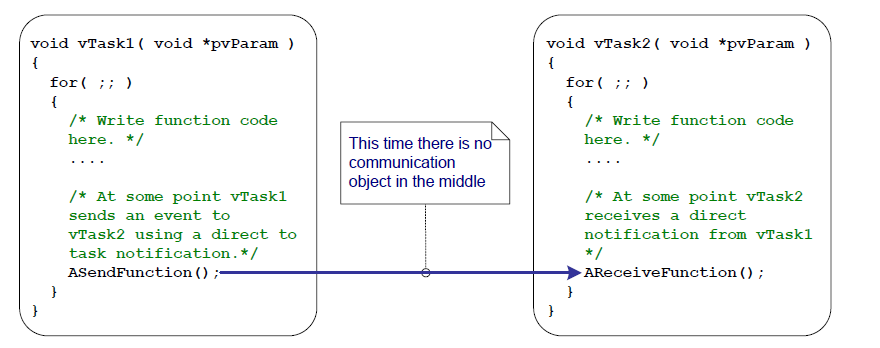 void vTask1( void *pvParam )
{
for( ;; )
{
/* Write function code
here. */
....
/* At some point vTask1
sends an event to
vTask2 using a direct to
task notification.*/
ASendFunction();
}
}
This time there is no
communication
object in the middle
void vTask2( void *pvParam )
{
for( ;; )
{
/* Write function code
here. */
....
/* At some point vTask2
receives a direct
notification from vTask1
*/
AReceiveFunction();
}
}